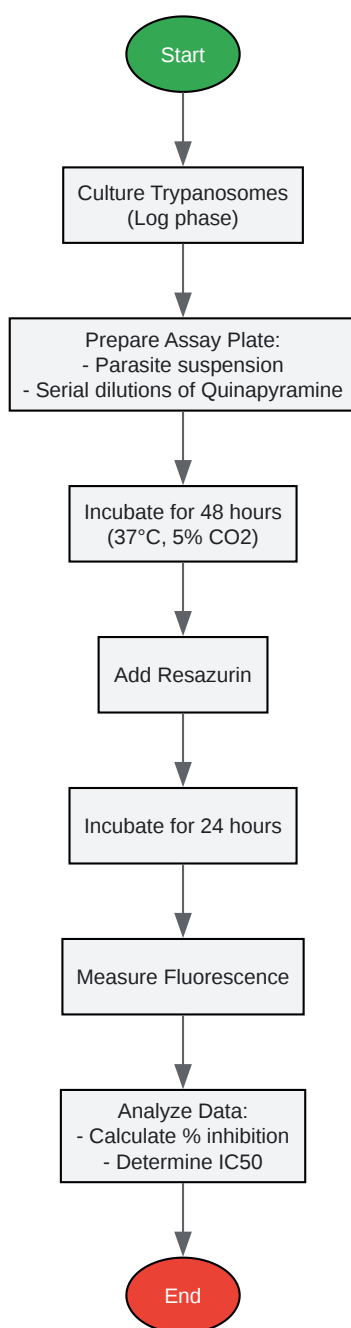 Start
Culture Trypanosomes
(Log phase)
Prepare Assay Plate:
- Parasite suspension
- Serial dilutions of Quinapyramine
Incubate for 48 hours
(37°C, 5% CO2)
Add Resazurin
Incubate for 24 hours
Measure Fluorescence
Analyze Data:
- Calculate % inhibition
- Determine IC50
End